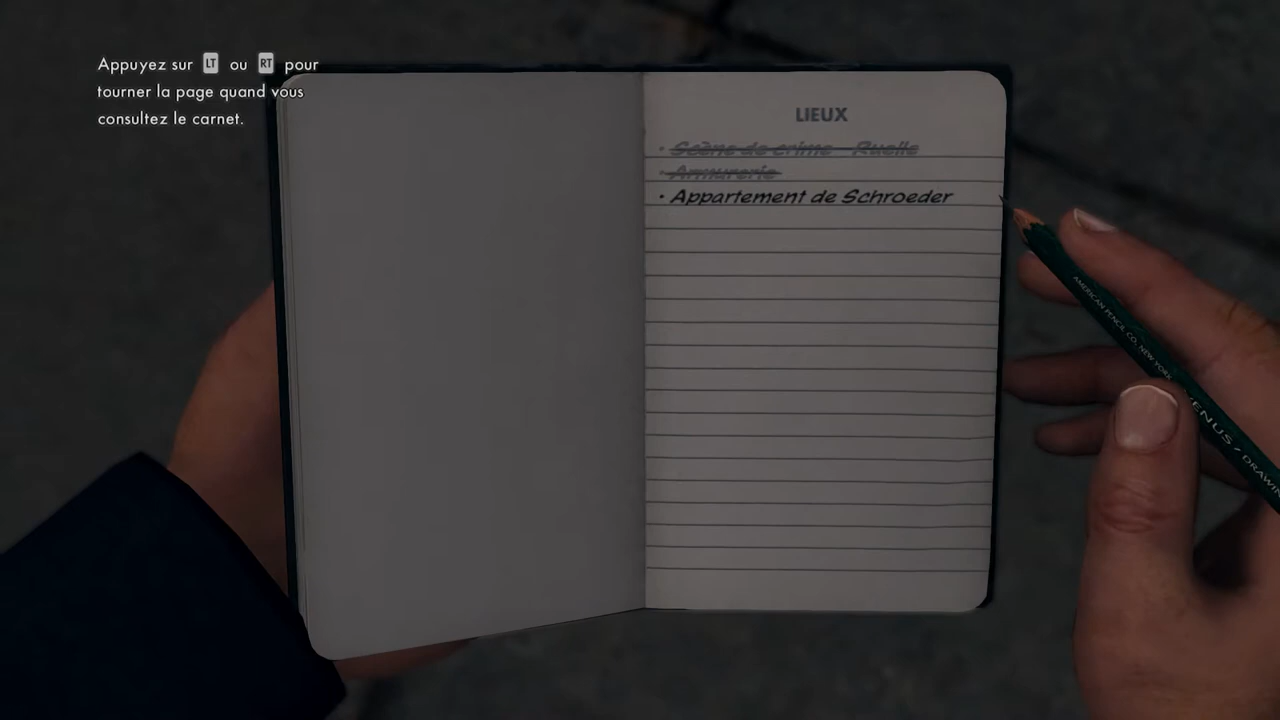 Appuyez sur LT ou RT pour
tourner la page quand vous
consultez le carnet.
LIEUX
• Scène de crime - Ruelle
• Armurerie
• Appartement de Schroeder
AMERICAN PENCIL CO. NEW YORK
VENUS / DRAWIN